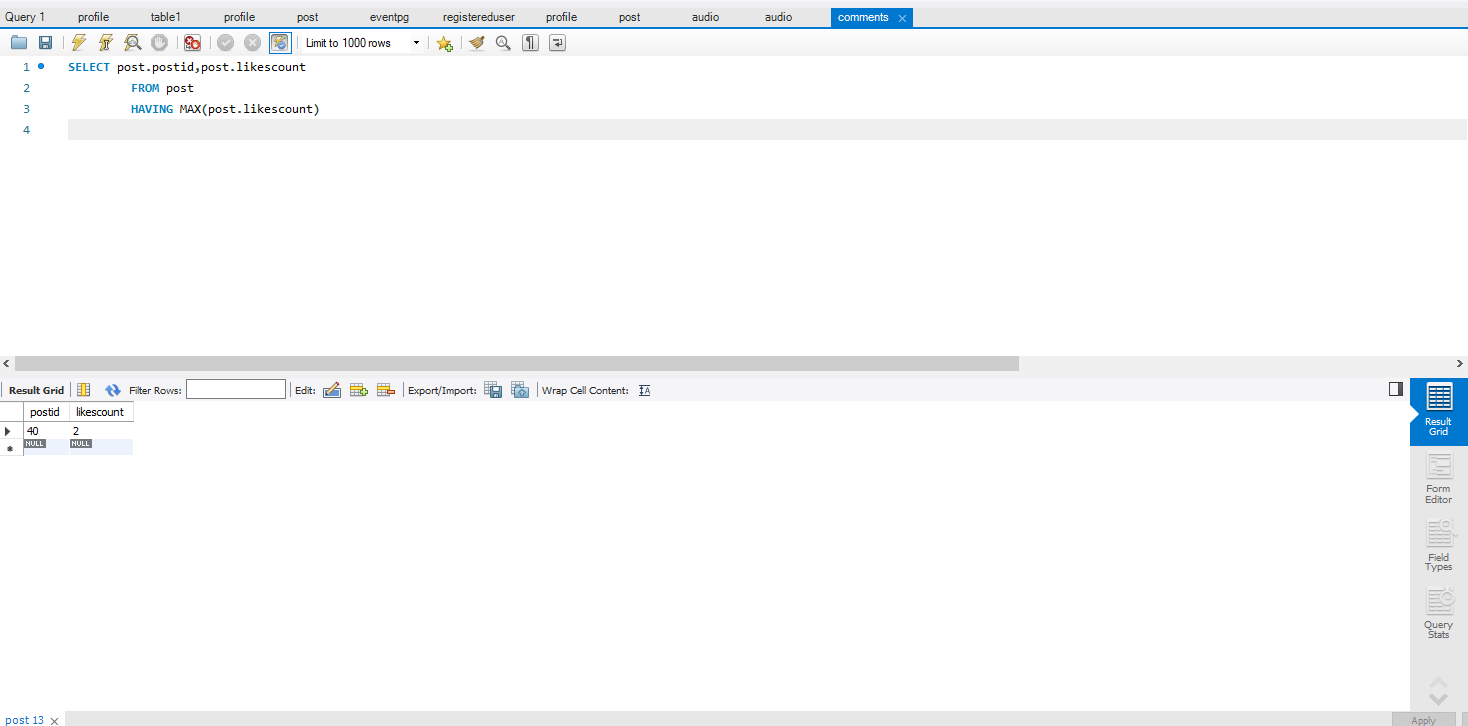 Query 1 profile table1 profile post eventpg registereduser profile post audio audio comments
Limit to 1000 rows
1 SELECT post.postid,post.likescount
2 FROM post
3 HAVING MAX(post.likescount)
4
Result Grid Filter Rows: Edit: Export/Import: Wrap Cell Content:
postid likescount
40 2
NULL NULL
Result
Grid
Form
Editor
Field
Types
Query
Stats
post 13
Apply